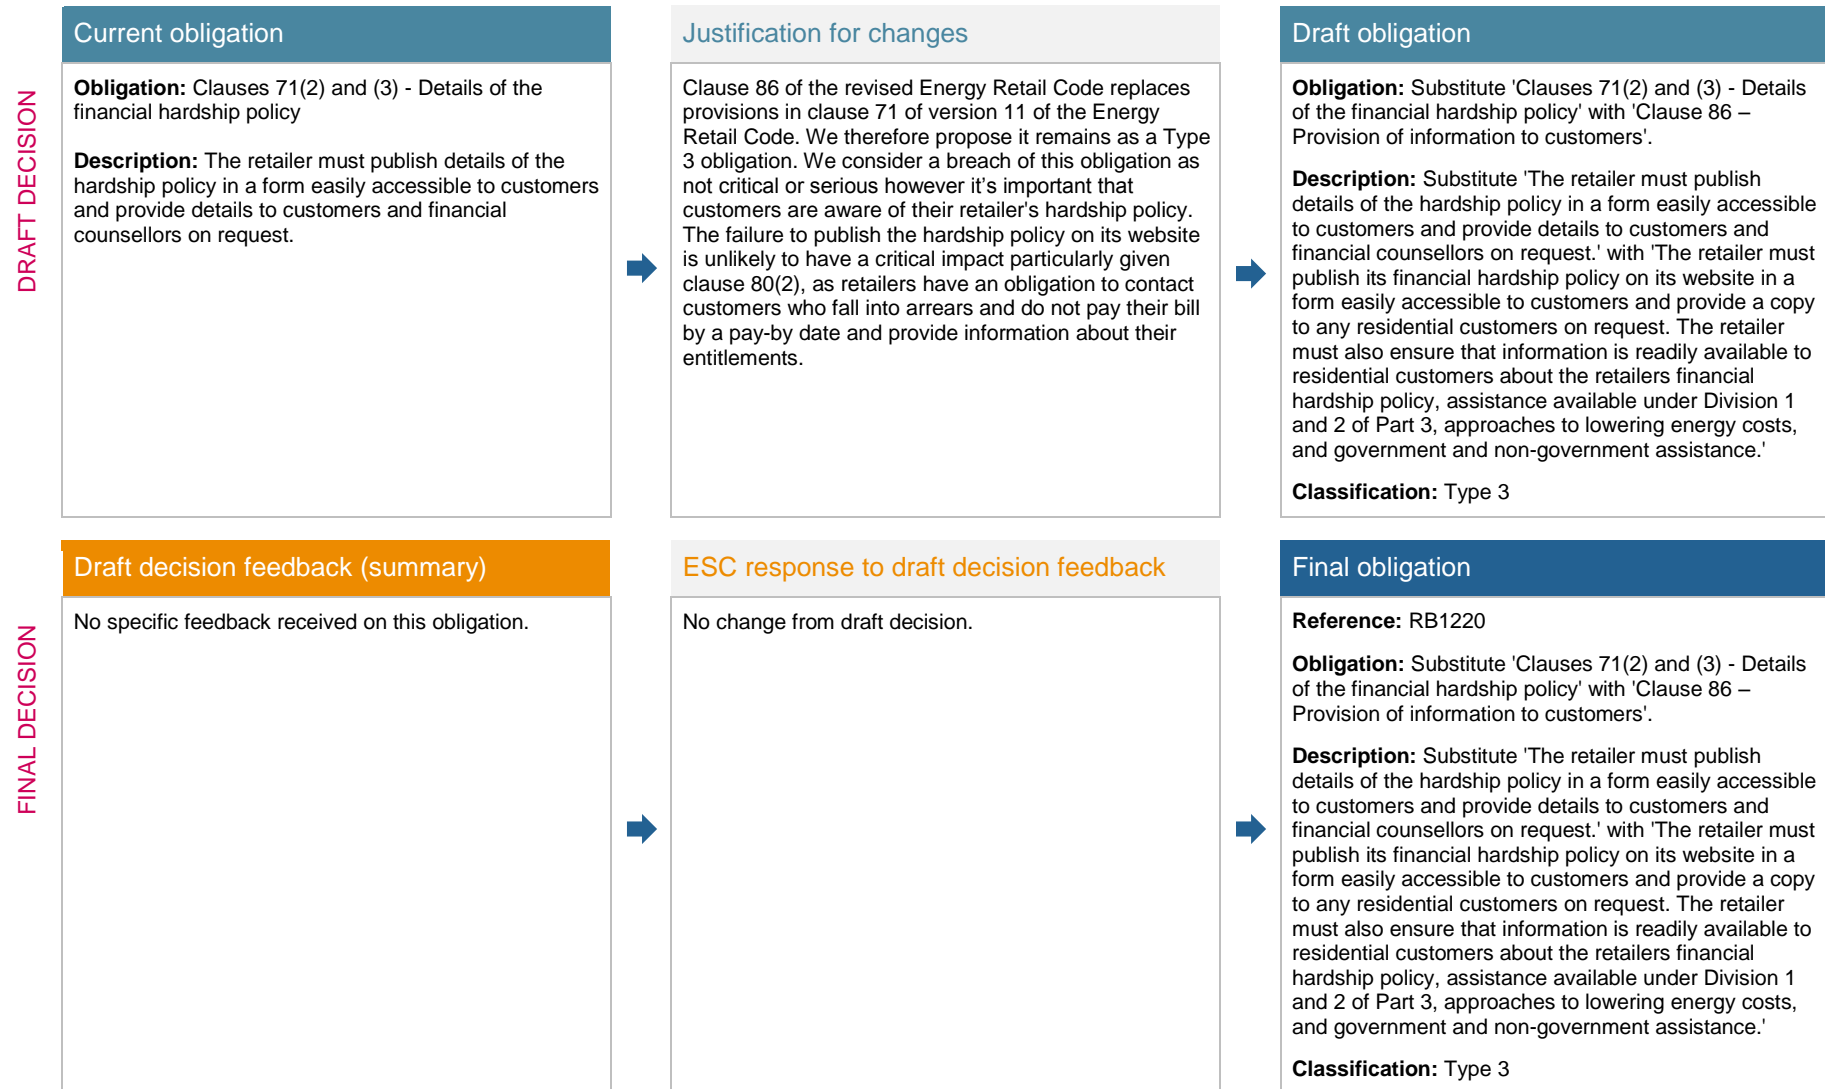 DRAFT DECISION
Current obligation
Obligation: Clauses 71(2) and (3) - Details of the
financial hardship policy
Description: The retailer must publish details of the
hardship policy in a form easily accessible to customers
and provide details to customers and financial
counsellors on request.
Justification for changes
Clause 86 of the revised Energy Retail Code replaces
provisions in clause 71 of version 11 of the Energy
Retail Code. We therefore propose it remains as a Type
3 obligation. We consider a breach of this obligation as
not critical or serious however it's important that
customers are aware of their retailer's hardship policy.
The failure to publish the hardship policy on its website
is unlikely to have a critical impact particularly given
clause 80(2), as retailers have an obligation to contact
customers who fall into arrears and do not pay their bill
by a pay-by date and provide information about their
entitlements.
Draft obligation
Obligation: Substitute 'Clauses 71(2) and (3) - Details
of the financial hardship policy' with 'Clause 86 –
Provision of information to customers'.
Description: Substitute 'The retailer must publish
details of the hardship policy in a form easily accessible
to customers and provide details to customers and
financial counsellors on request.' with 'The retailer must
publish its financial hardship policy on its website in a
form easily accessible to customers and provide a copy
to any residential customers on request. The retailer
must also ensure that information is readily available to
residential customers about the retailers financial
hardship policy, assistance available under Division 1
and 2 of Part 3, approaches to lowering energy costs,
and government and non-government assistance.'
Classification: Type 3
FINAL DECISION
Draft decision feedback (summary)
No specific feedback received on this obligation.
ESC response to draft decision feedback
No change from draft decision.
Final obligation
Reference: RB1220
Obligation: Substitute 'Clauses 71(2) and (3) - Details
of the financial hardship policy' with 'Clause 86 –
Provision of information to customers'.
Description: Substitute 'The retailer must publish
details of the hardship policy in a form easily accessible
to customers and provide details to customers and
financial counsellors on request.' with 'The retailer must
publish its financial hardship policy on its website in a
form easily accessible to customers and provide a copy
to any residential customers on request. The retailer
must also ensure that information is readily available to
residential customers about the retailers financial
hardship policy, assistance available under Division 1
and 2 of Part 3, approaches to lowering energy costs,
and government and non-government assistance.'
Classification: Type 3